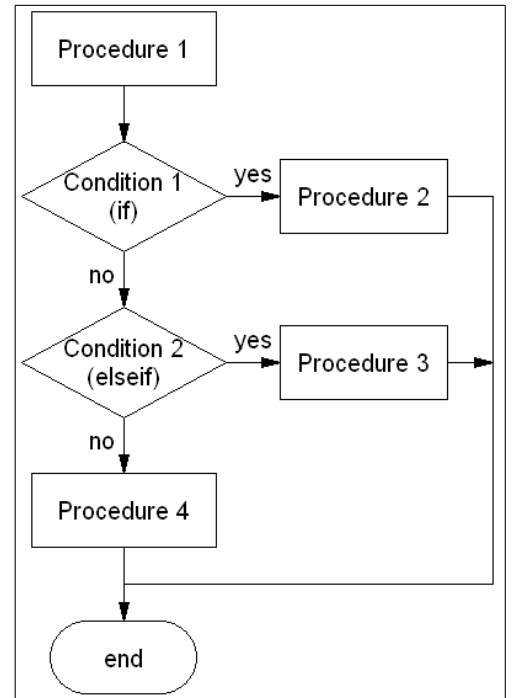 Procedure 1
Condition 1
(if)
yes
Procedure 2
no
Condition 2
(elseif)
yes
Procedure 3
no
Procedure 4
end